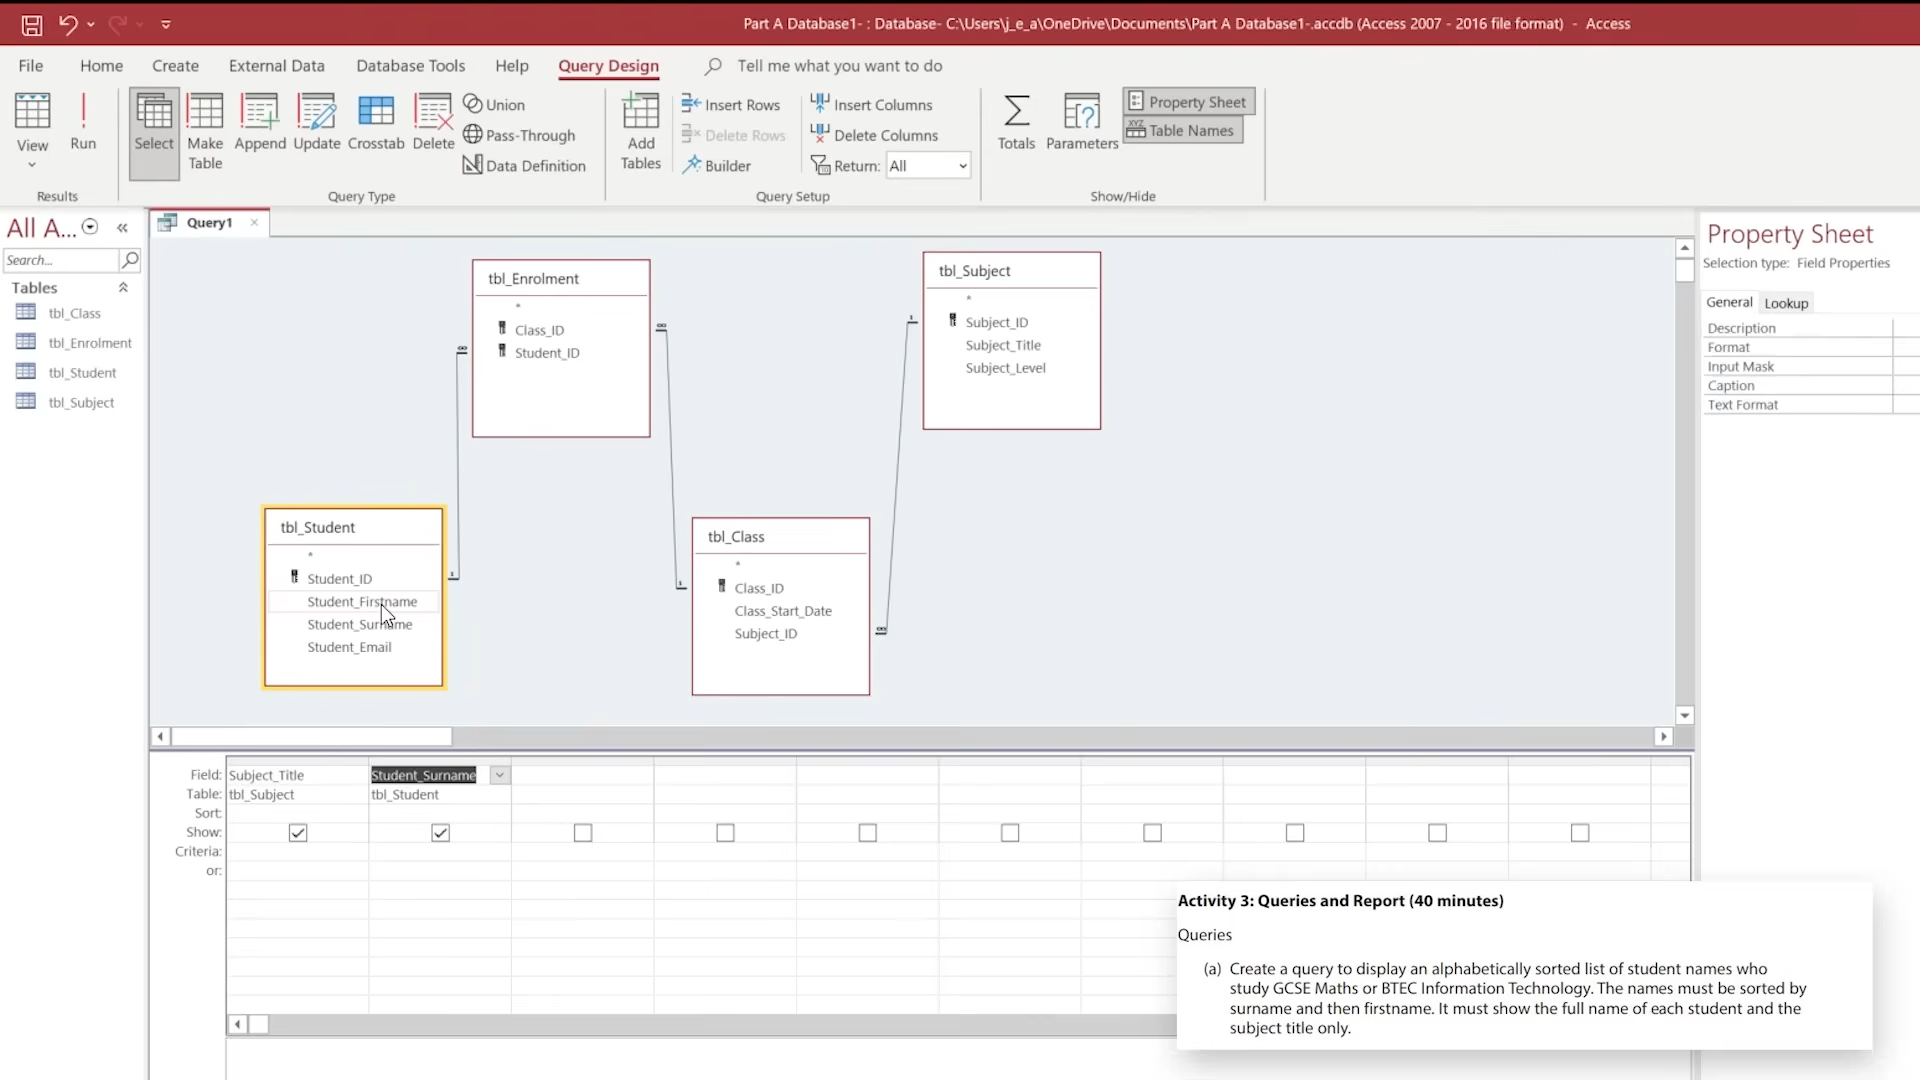 Part A Database1- : Database- C:\Users\j_e_a\OneDrive\Documents\Part A Database1-.accdb (Access 2007 - 2016 file format) - Access
File Home Create External Data Database Tools Help Query Design Tell me what you want to do
View
Run
Results
Select
Make Table
Append
Update
Crosstab
Delete
Union
Pass-Through
Data Definition
Query Type
Add Tables
Insert Rows
Delete Rows
Builder
Insert Columns
Delete Columns
Return: All
Query Setup
Totals
Parameters
Property Sheet
Table Names
Show/Hide
All A...
Search...
Tables
tbl_Class
tbl_Enrolment
tbl_Student
tbl_Subject
Query1
tbl_Enrolment
*
Class_ID
Student_ID
tbl_Subject
*
Subject_ID
Subject_Title
Subject_Level
tbl_Student
*
Student_ID
Student_Firstname
Student_Surname
Student_Email
tbl_Class
*
Class_ID
Class_Start_Date
Subject_ID
∞
1
∞
1
1
∞
Property Sheet
Selection type: Field Properties
General Lookup
Description
Format
Input Mask
Caption
Text Format
Field: Subject_Title Student_Surname
Table: tbl_Subject tbl_Student
Sort:
Show:
Criteria:
or:
Activity 3: Queries and Report (40 minutes)
Queries
(a) Create a query to display an alphabetically sorted list of student names who
study GCSE Maths or BTEC Information Technology. The names must be sorted by
surname and then firstname. It must show the full name of each student and the
subject title only.